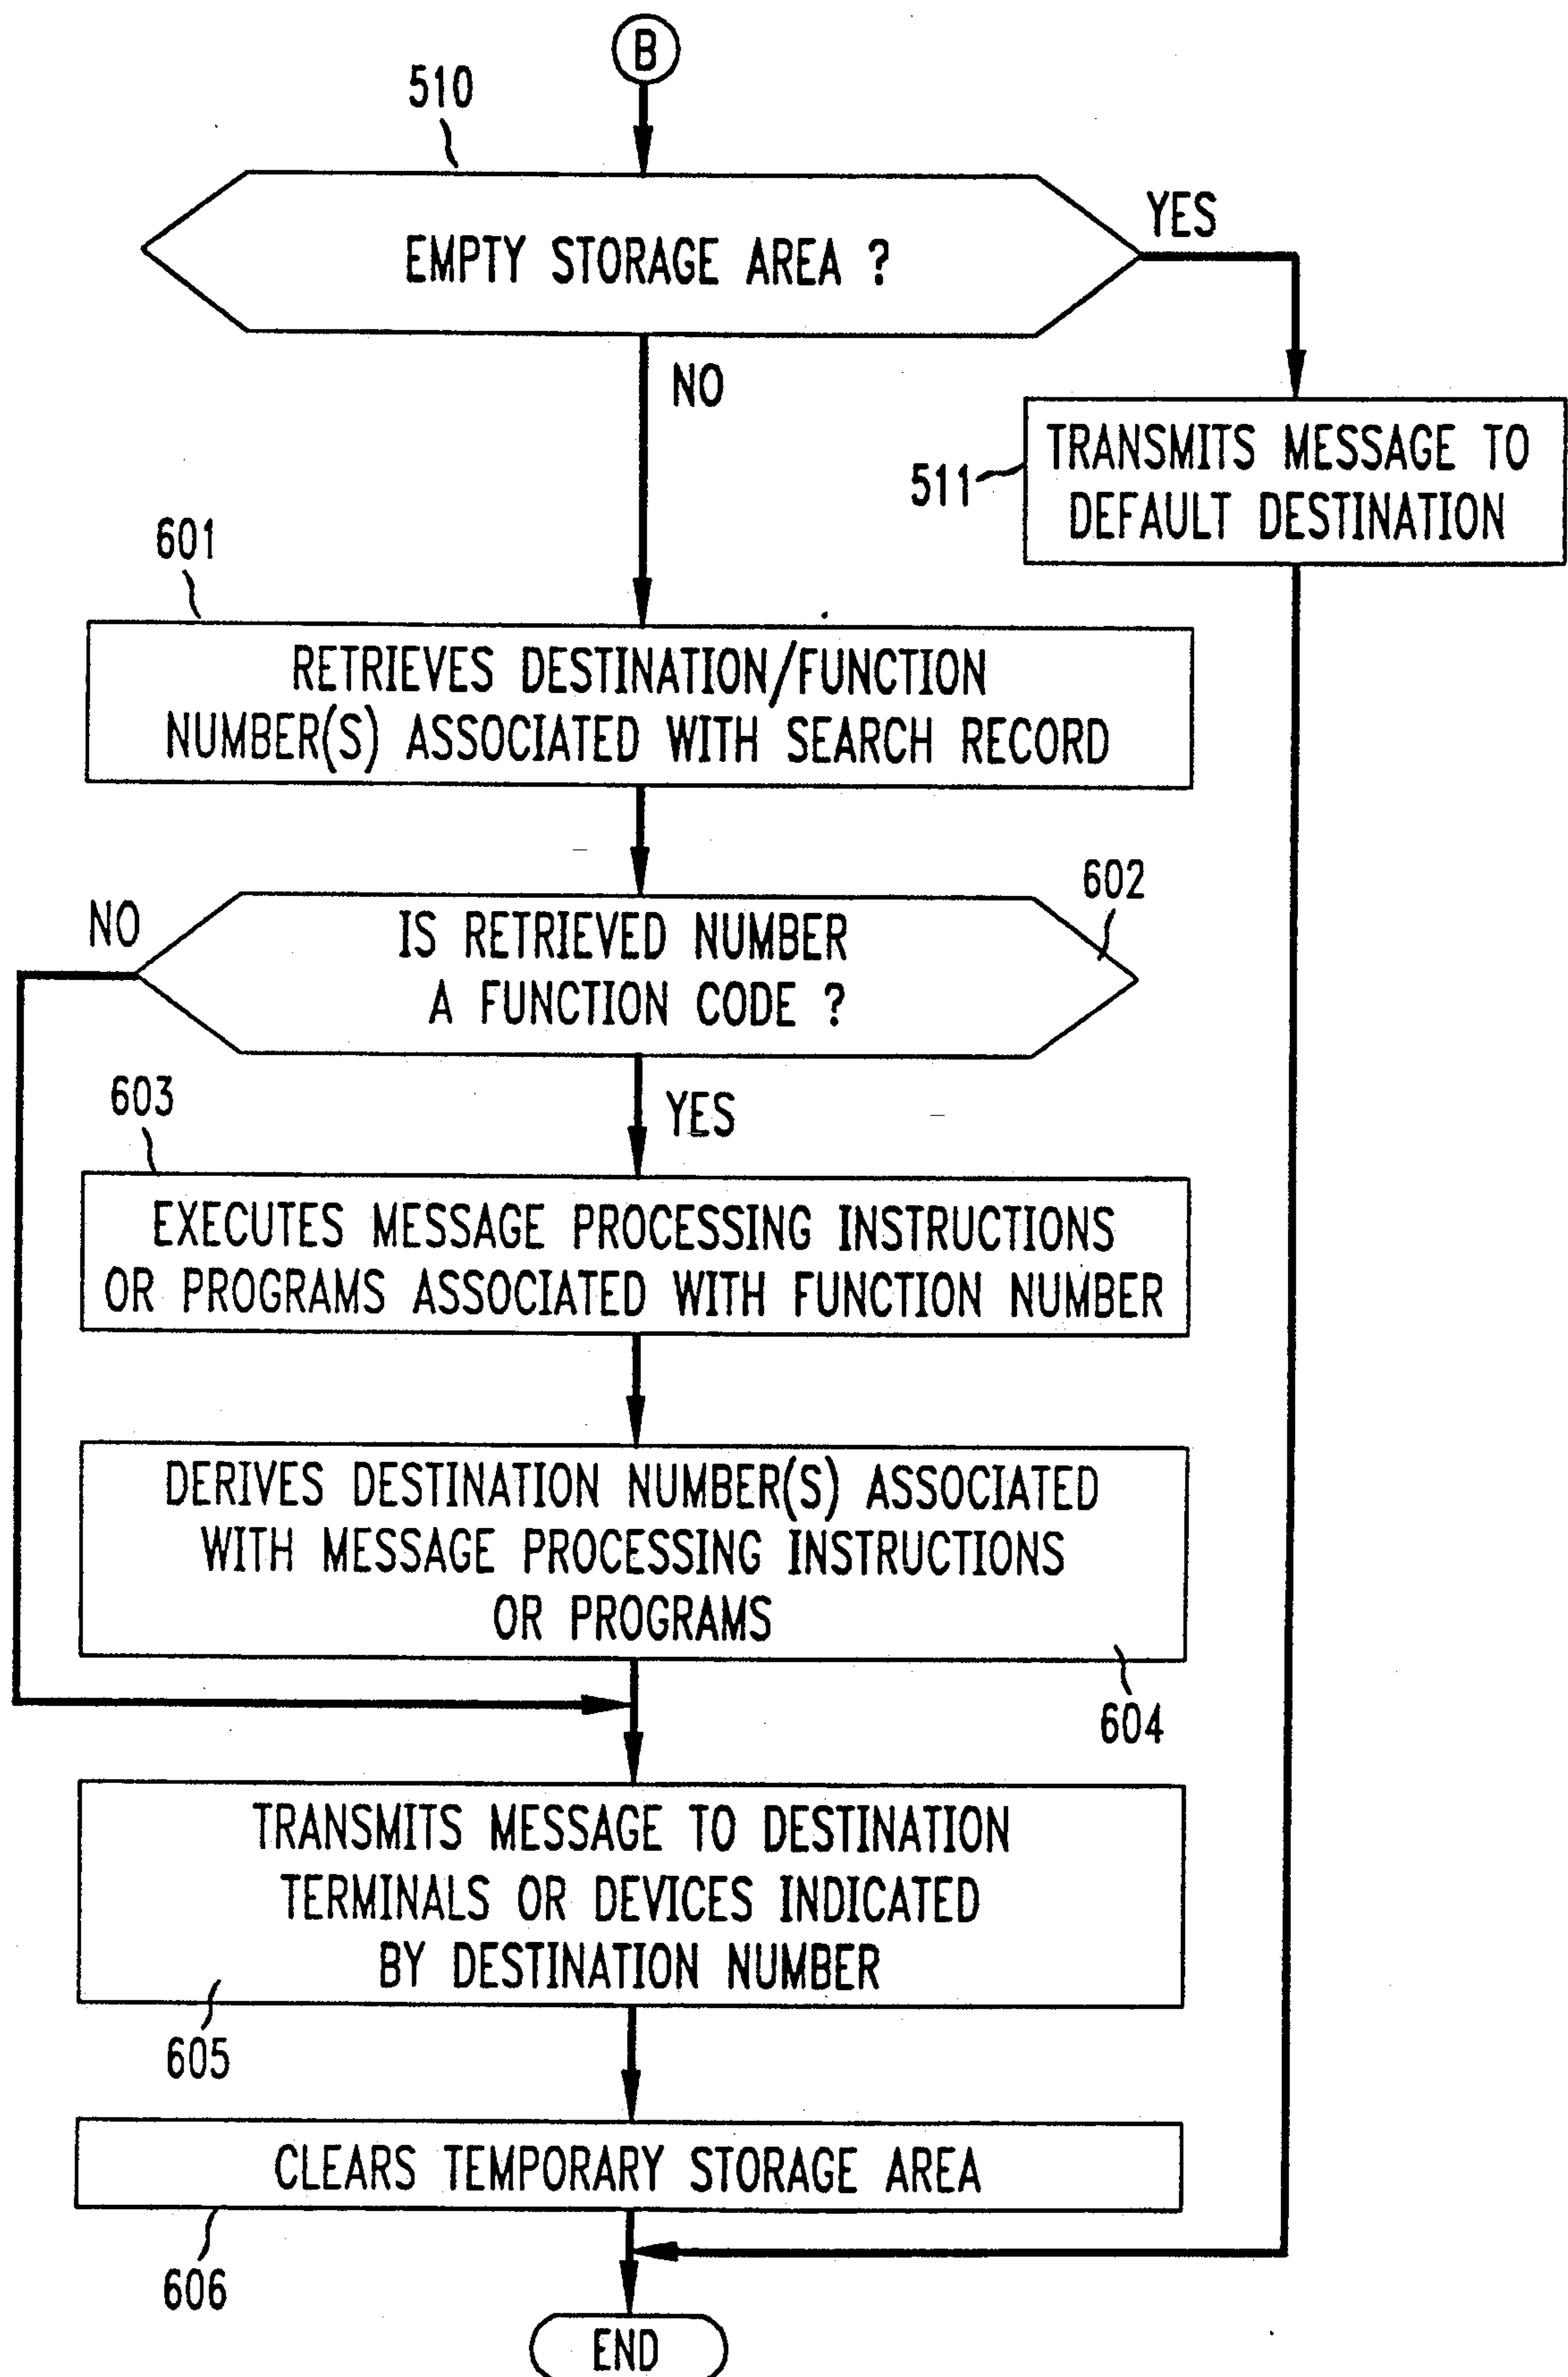 B
510
EMPTY STORAGE AREA ?
YES
NO
511
TRANSMITS MESSAGE TO
DEFAULT DESTINATION
601
RETRIEVES DESTINATION/FUNCTION
NUMBER(S) ASSOCIATED WITH SEARCH RECORD
602
NO
IS RETRIEVED NUMBER
A FUNCTION CODE ?
YES
603
EXECUTES MESSAGE PROCESSING INSTRUCTIONS
OR PROGRAMS ASSOCIATED WITH FUNCTION NUMBER
DERIVES DESTINATION NUMBER(S) ASSOCIATED
WITH MESSAGE PROCESSING INSTRUCTIONS
OR PROGRAMS
604
TRANSMITS MESSAGE TO DESTINATION
TERMINALS OR DEVICES INDICATED
BY DESTINATION NUMBER
605
CLEARS TEMPORARY STORAGE AREA
606
END